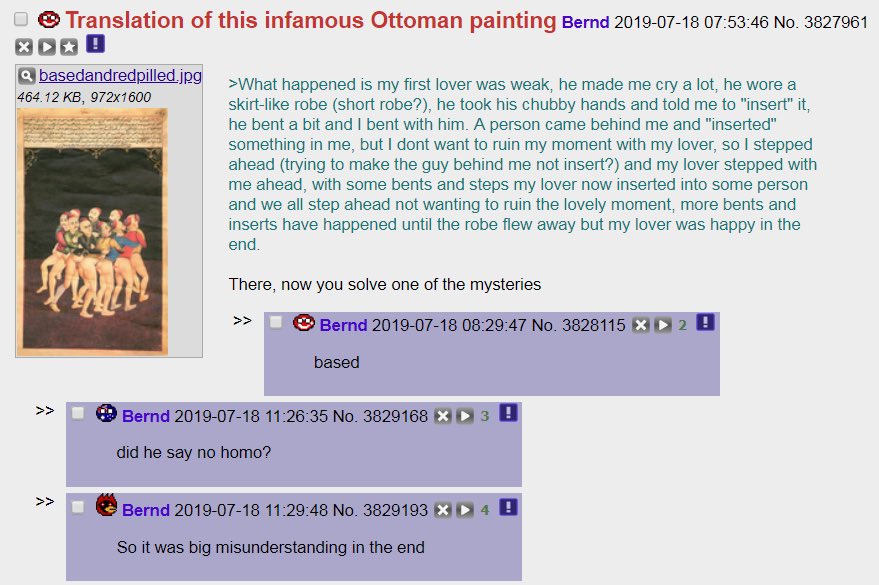 Translation of this infamous Ottoman painting Bernd 2019-07-18 07:53:46 No. 3827961
basedandredpilled.jpg
464.12 KB, 972x1600
>What happened is my first lover was weak, he made me cry a lot, he wore a
skirt-like robe (short robe?), he took his chubby hands and told me to "insert" it,
he bent a bit and I bent with him. A person came behind me and "inserted"
something in me, but I dont want to ruin my moment with my lover, so I stepped
ahead (trying to make the guy behind me not insert?) and my lover stepped with
me ahead, with some bents and steps my lover now inserted into some person
and we all step ahead not wanting to ruin the lovely moment, more bents and
inserts have happened until the robe flew away but my lover was happy in the
end.
There, now you solve one of the mysteries
>> Bernd 2019-07-18 08:29:47 No. 3828115 2
based
>> Bernd 2019-07-18 11:26:35 No. 3829168 3
did he say no homo?
>> Bernd 2019-07-18 11:29:48 No. 3829193 4
So it was big misunderstanding in the end